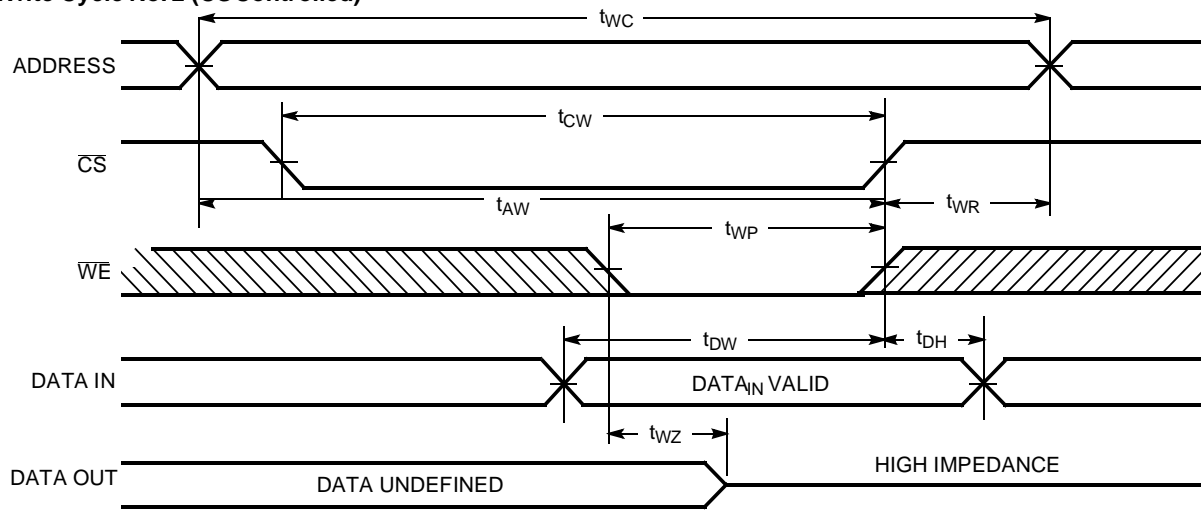 tWC
ADDRESS
tCW
CS
tAW
tWR
tWP
WE
tDW
tDH
DATA IN
DATAIN VALID
tWZ
DATA OUT
DATA UNDEFINED
HIGH IMPEDANCE